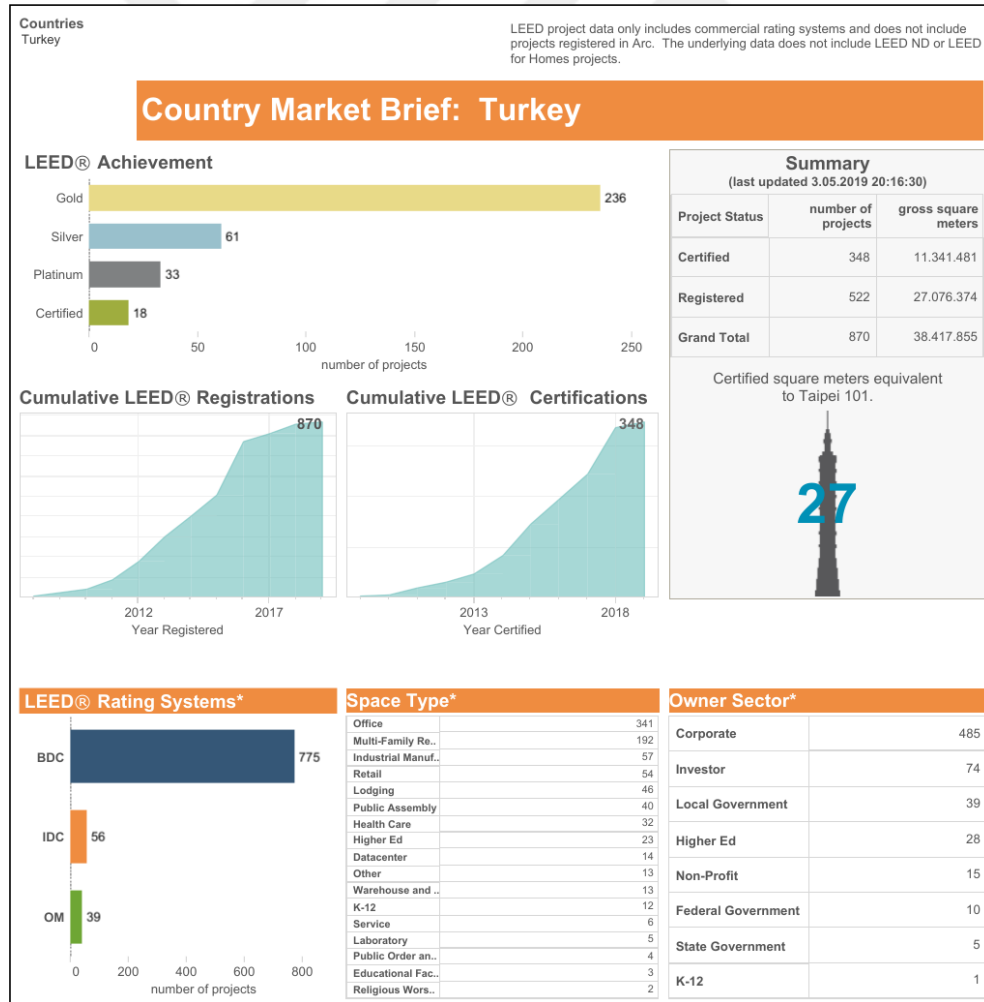 Countries
Turkey
LEED project data only includes commercial rating systems and does not include
projects registered in Arc.  The underlying data does not include LEED ND or LEED
for Homes projects.
Country Market Brief:  Turkey
LEED® Achievement
Gold 236
Silver 61
Platinum 33
Certified 18
0 50 100 150 200 250
number of projects
Summary
(last updated 3.05.2019 20:16:30)
Project Status number of projects gross square meters
Certified 348 11.341.481
Registered 522 27.076.374
Grand Total 870 38.417.855
Certified square meters equivalent
to Taipei 101.
27
Cumulative LEED® Registrations
870
2012 2017
Year Registered
Cumulative LEED®  Certifications
348
2013 2018
Year Certified
LEED® Rating Systems*
BDC 775
IDC 56
OM 39
0 200 400 600 800
number of projects
Space Type*
Office 341
Multi-Family Re.. 192
Industrial Manuf.. 57
Retail 54
Lodging 46
Public Assembly 40
Health Care 32
Higher Ed 23
Datacenter 14
Other 13
Warehouse and .. 13
K-12 12
Service 6
Laboratory 5
Public Order an.. 4
Educational Fac.. 3
Religious Wors.. 2
Owner Sector*
Corporate 485
Investor 74
Local Government 39
Higher Ed 28
Non-Profit 15
Federal Government 10
State Government 5
K-12 1